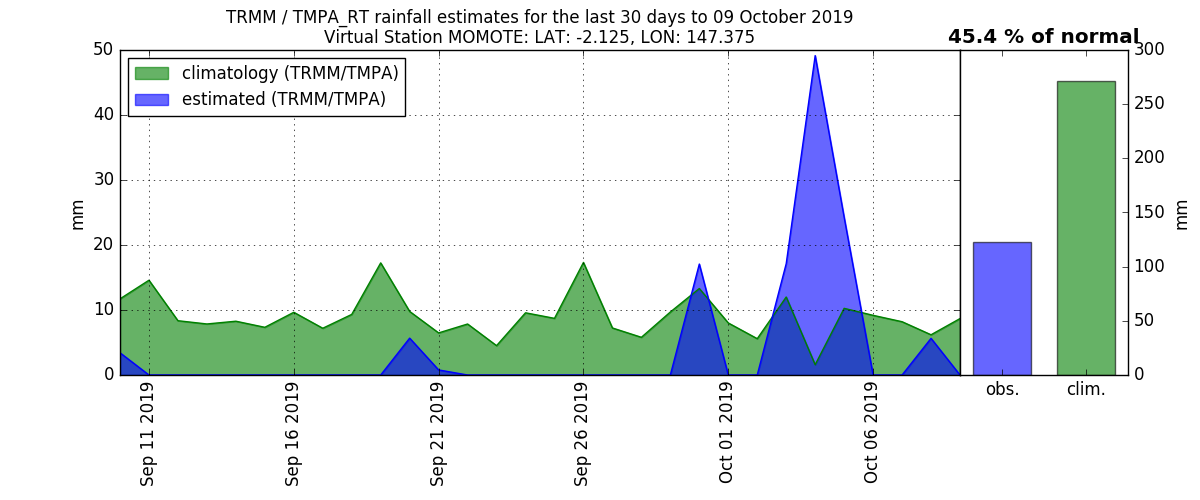 TRMM / TMPA_RT rainfall estimates for the last 30 days to 09 October 2019
Virtual Station MOMOTE: LAT: -2.125, LON: 147.375
45.4 % of normal
climatology (TRMM/TMPA)
estimated (TRMM/TMPA)
50
40
30
20
10
0
mm
Sep 11 2019
Sep 16 2019
Sep 21 2019
Sep 26 2019
Oct 01 2019
Oct 06 2019
300
250
200
150
100
50
0
mm
obs.
clim.